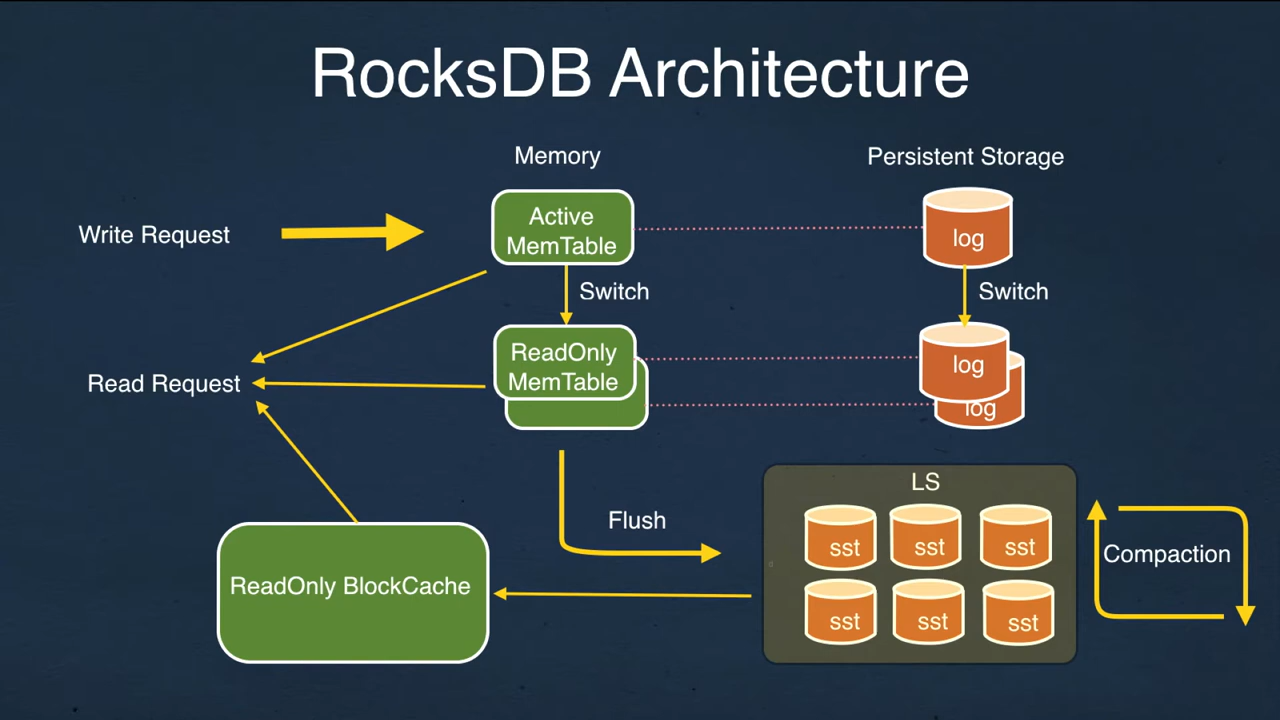 RocksDB Architecture
Memory
Persistent Storage
Write Request
Active
MemTable
log
Switch
Switch
Read Request
ReadOnly
MemTable
log
log
LS
Flush
sst
sst
sst
Compaction
ReadOnly BlockCache
sst
sst
sst